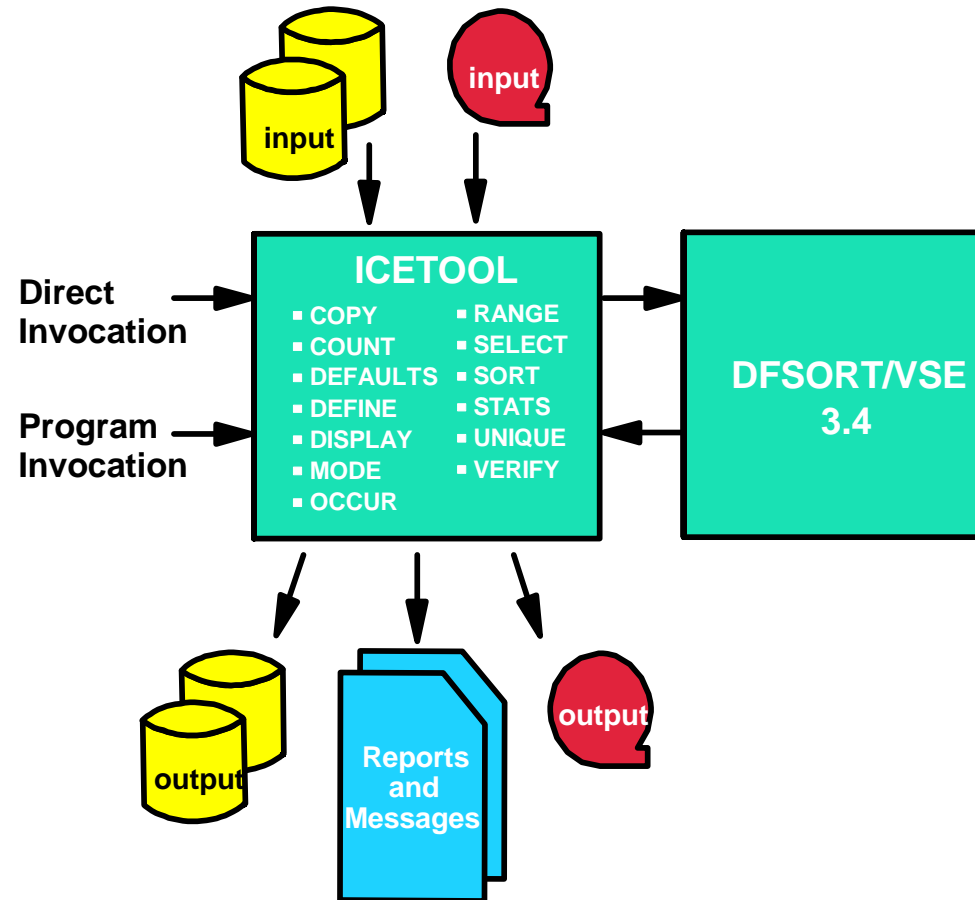 input
input
Direct
Invocation
Program
Invocation
ICETOOL
▪ COPY
▪ COUNT
▪ DEFAULTS
▪ DEFINE
▪ DISPLAY
▪ MODE
▪ OCCUR
▪ RANGE
▪ SELECT
▪ SORT
▪ STATS
▪ UNIQUE
▪ VERIFY
DFSORT/VSE
3.4
output
Reports
and
Messages
output